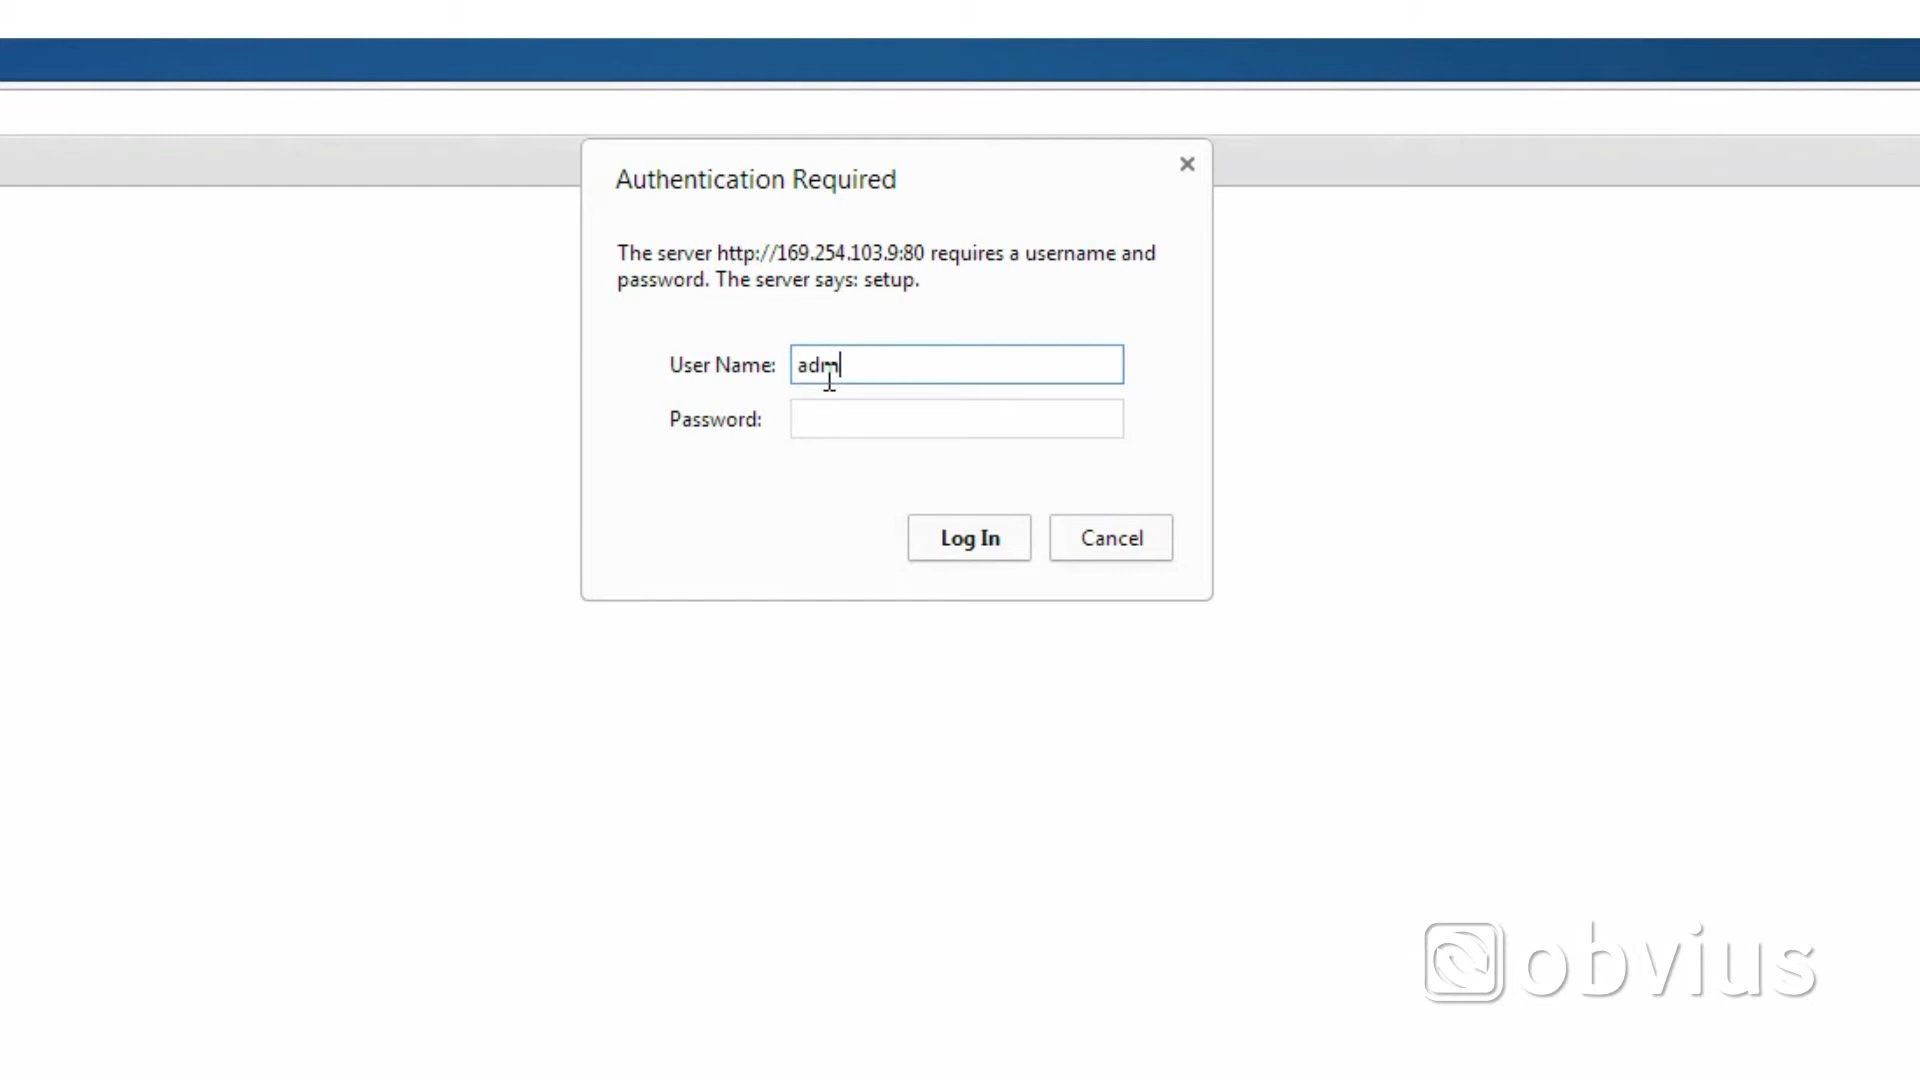 Authentication Required
The server http://169.254.103.9:80 requires a username and
password. The server says: setup.
User Name: adm
Password:
Log In Cancel
obvius